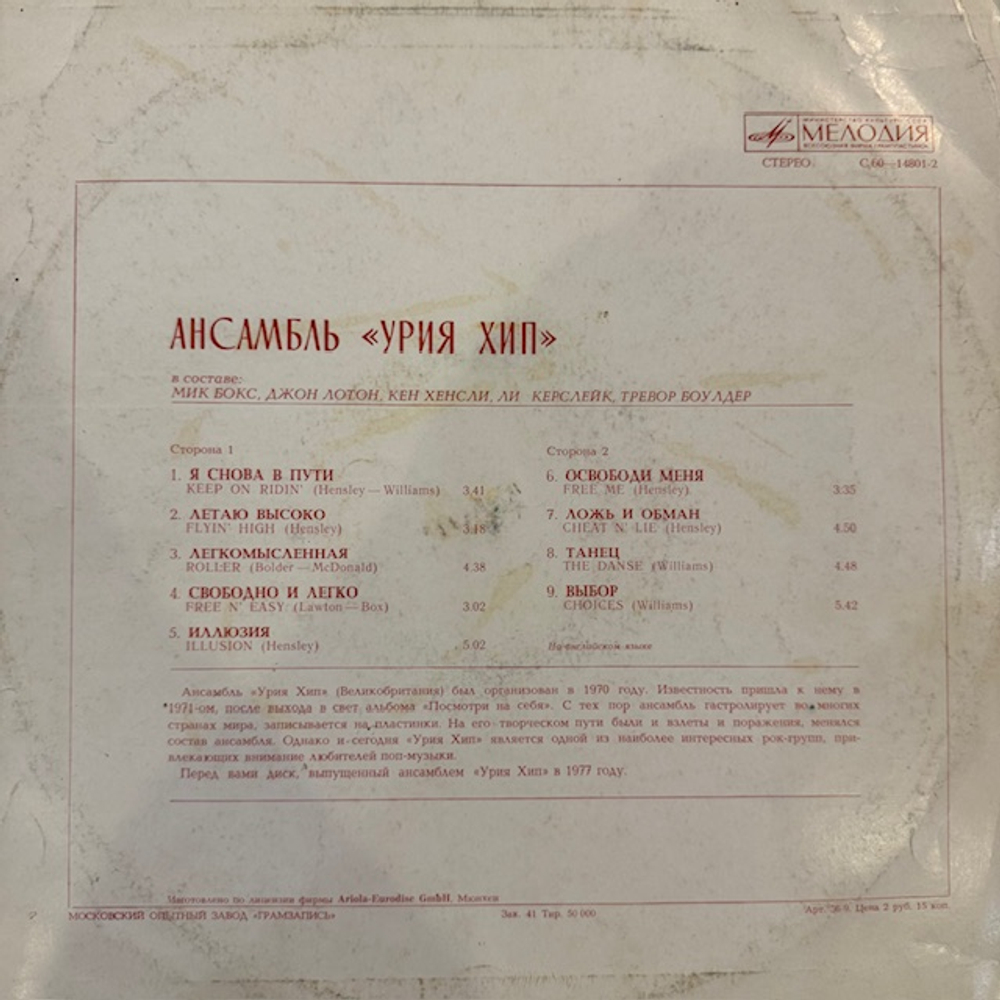 МИНИСТЕРСТВО КУЛЬТУРЫ СССР
МЕЛОДИЯ
ВСЕСОЮЗНАЯ ФИРМА ГРАМПЛАСТИНОК
СТЕРЕО С 60—14801-2
АНСАМБЛЬ «УРИЯ ХИП»
в составе:
МИК БОКС, ДЖОН ЛОТОН, КЕН ХЕНСЛИ, ЛИ КЕРСЛЕЙК, ТРЕВОР БОУЛДЕР
Сторона 1
1. Я СНОВА В ПУТИ
KEEP ON RIDIN' (Hensley — Williams) 3.41
2. ЛЕТАЮ ВЫСОКО
FLYIN' HIGH (Hensley) 3.18
3. ЛЕГКОМЫСЛЕННАЯ
ROLLER (Bolder — McDonald) 4.38
4. СВОБОДНО И ЛЕГКО
FREE N' EASY (Lawton — Box) 3.02
5. ИЛЛЮЗИЯ
ILLUSION (Hensley) 5.02
Сторона 2
6. ОСВОБОДИ МЕНЯ
FREE ME (Hensley) 3:35
7. ЛОЖЬ И ОБМАН
CHEAT N' LIE (Hensley) 4.50
8. ТАНЕЦ
THE DANSE (Williams) 4.48
9. ВЫБОР
CHOICES (Williams) 5.42
На английском языке
Ансамбль «Урия Хип» (Великобритания) был организован в 1970 году. Известность пришла к нему в
1971-ом, после выхода в свет альбома «Посмотри на себя». С тех пор ансамбль гастролирует во многих
странах мира, записывается на пластинки. На его творческом пути были и взлеты и поражения, менялся
состав ансамбля. Однако и сегодня «Урия Хип» является одной из наиболее интересных рок-групп, при-
влекающих внимание любителей поп-музыки.
Перед вами диск, выпущенный ансамблем «Урия Хип» в 1977 году.
Изготовлено по лицензии фирмы Ariola-Eurodisc GmbH, Мюнхен
МОСКОВСКИЙ ОПЫТНЫЙ ЗАВОД «ГРАМЗАПИСЬ» Зак. 41 Тир. 50 000 Арт. 36-9. Цена 2 руб. 15 коп.